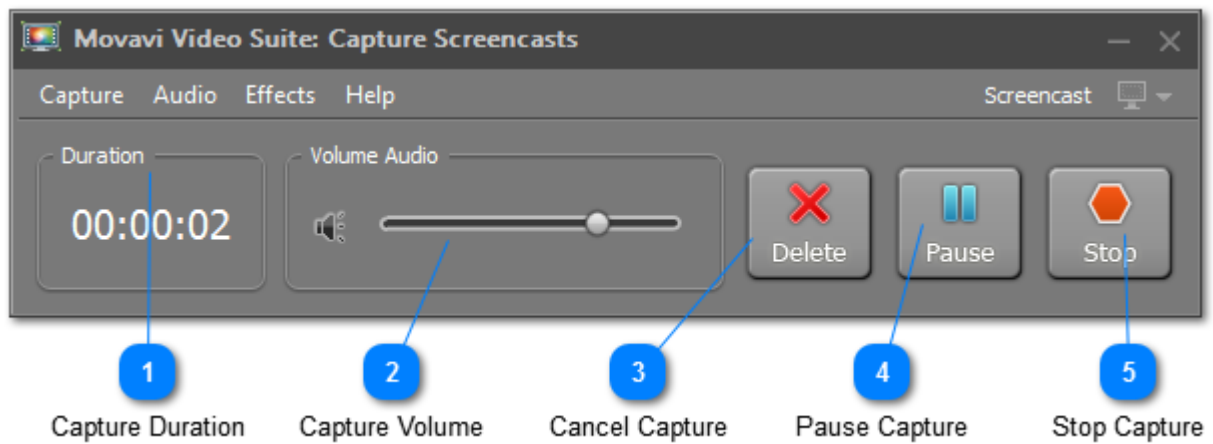 Movavi Video Suite: Capture Screencasts
Capture Audio Effects Help Screencast
Duration Volume Audio
00:00:02
Delete Pause Stop
1 2 3 4 5
Capture Duration Capture Volume Cancel Capture Pause Capture Stop Capture